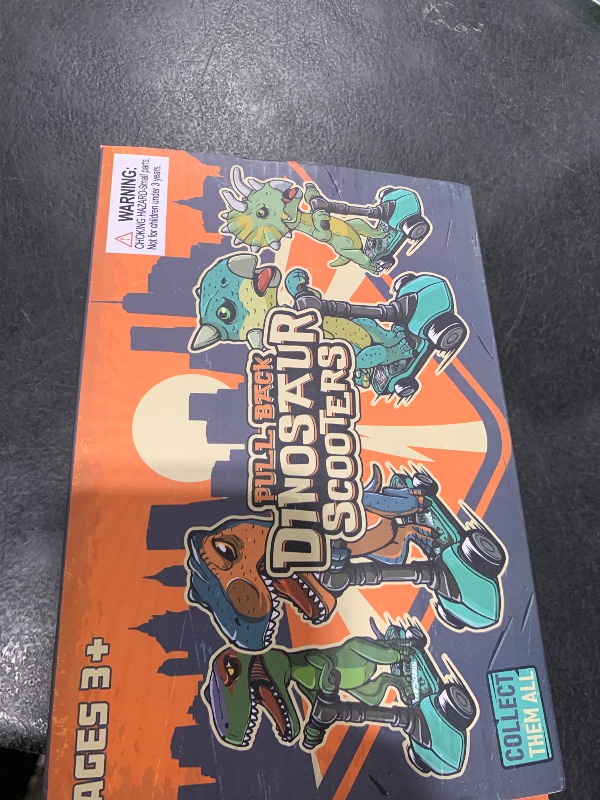 WARNING:
CHOKING HAZARD-Small parts.
Not for children under 3 years.
PULL BACK
DINOSAUR
SCOOTERS
AGES 3+
COLLECT
THEM ALL